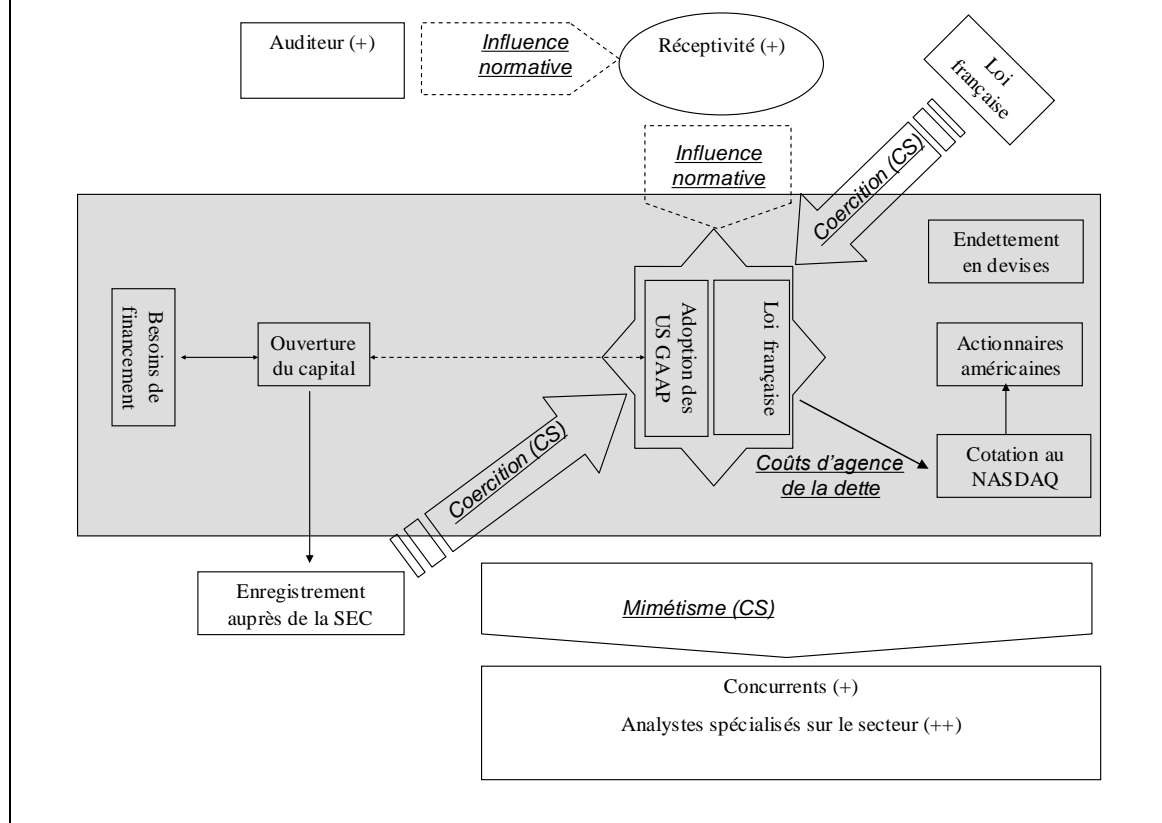 Auditeur (+)
Influence
normative
Réceptivité (+)
Loi
française
Influence
normative
Coercition (CS)
Endettement
en devises
Besoins de
financement
Ouverture
du capital
Adoption des
US GAAP
Loi française
Actionnaires
américaines
Coercition (CS)
Coûts d'agence
de la dette
Cotation au
NASDAQ
Enregistrement
auprès de la SEC
Mimétisme (CS)
Concurrents (+)
Analystes spécialisés sur le secteur (++)